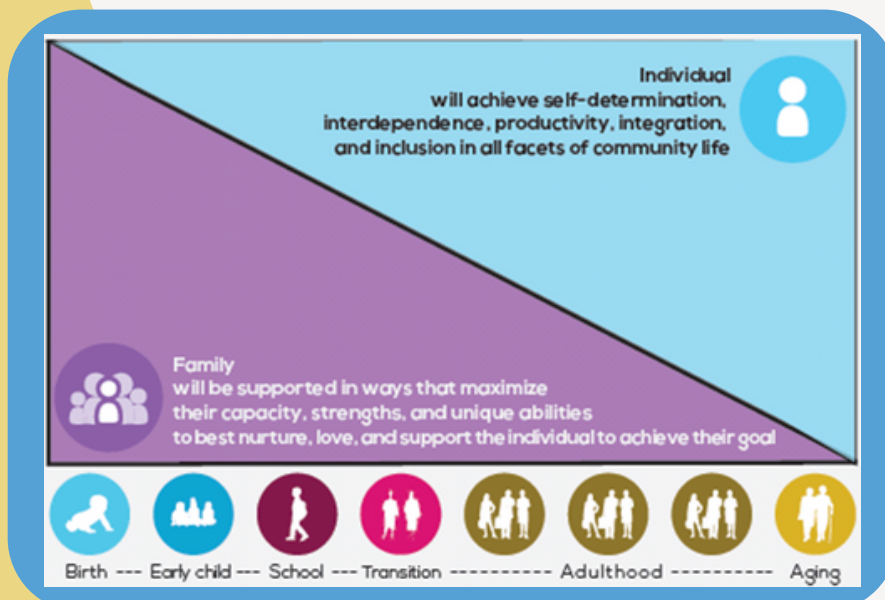 Individual
will achieve self-determination,
interdependence, productivity, integration,
and inclusion in all facets of community life
Family
will be supported in ways that maximize
their capacity, strengths, and unique abilities
to best nurture, love, and support the individual to achieve their goal
Birth --- Early child --- School --- Transition ---------- Adulthood ---------- Aging